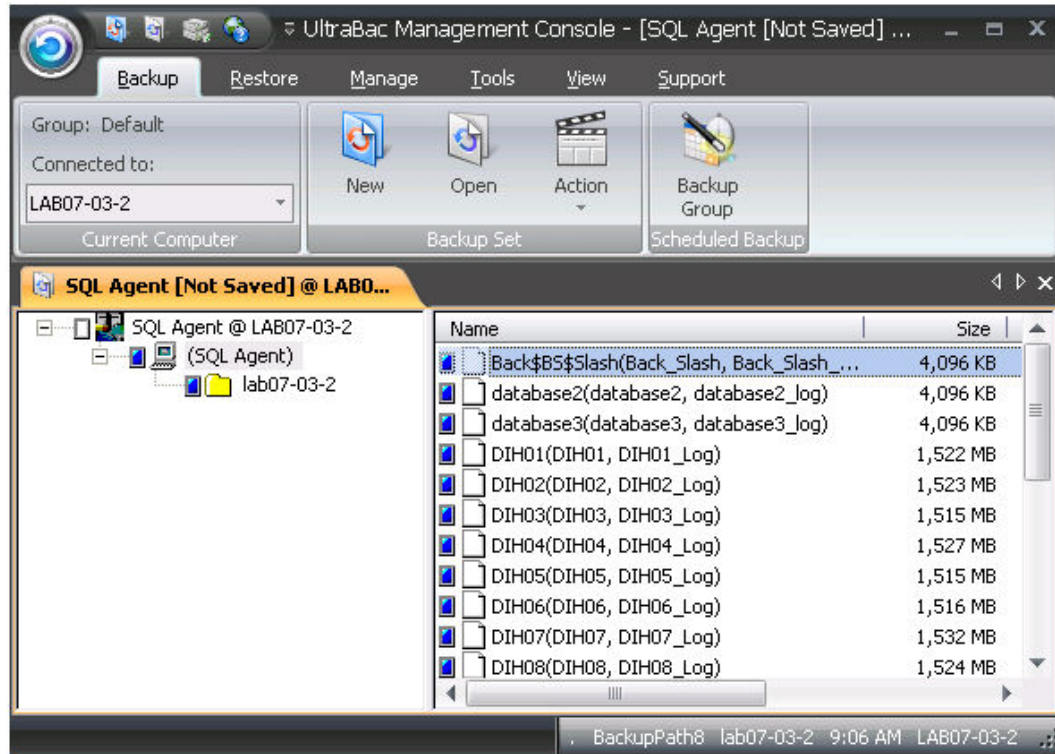 UltraBac Management Console - [SQL Agent [Not Saved] ...
Backup Restore Manage Tools View Support
Group: Default
Connected to:
LAB07-03-2
Current Computer
New Open Action
Backup Set
Backup Group
Scheduled Backup
SQL Agent [Not Saved] @ LAB0...
SQL Agent @ LAB07-03-2
(SQL Agent)
lab07-03-2
Name Size
Back$BS$Slash(Back_Slash, Back_Slash_... 4,096 KB
database2(database2, database2_log) 4,096 KB
database3(database3, database3_log) 4,096 KB
DIH01(DIH01, DIH01_Log) 1,522 MB
DIH02(DIH02, DIH02_Log) 1,523 MB
DIH03(DIH03, DIH03_Log) 1,515 MB
DIH04(DIH04, DIH04_Log) 1,527 MB
DIH05(DIH05, DIH05_Log) 1,515 MB
DIH06(DIH06, DIH06_Log) 1,516 MB
DIH07(DIH07, DIH07_Log) 1,532 MB
DIH08(DIH08, DIH08_Log) 1,524 MB
. BackupPath8 lab07-03-2 9:06 AM LAB07-03-2